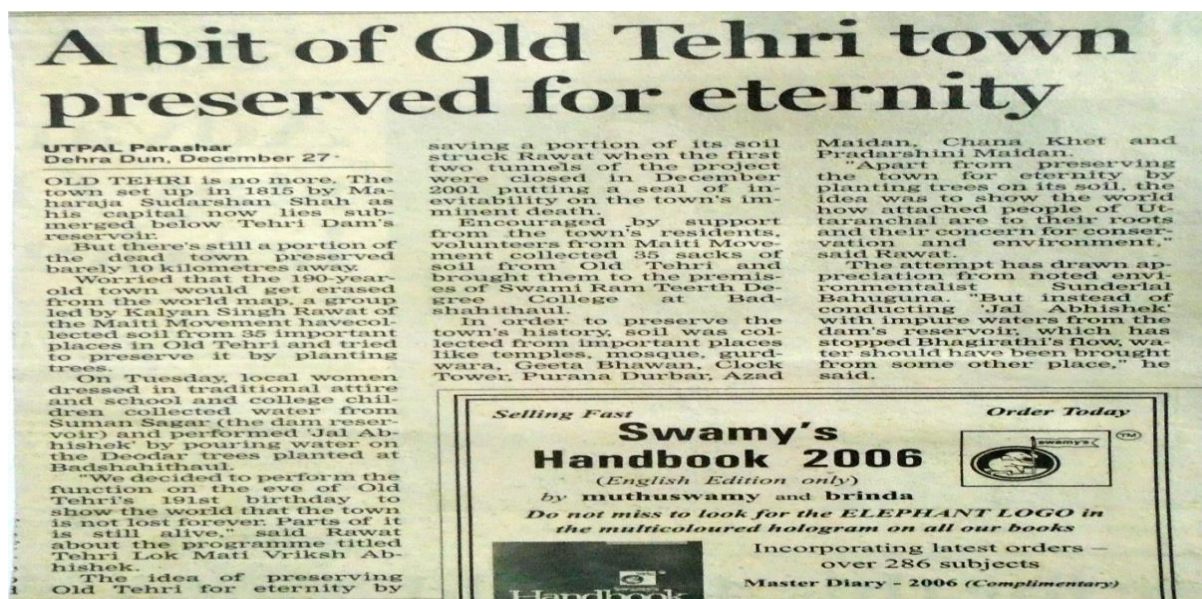 A bit of Old Tehri town
preserved for eternity
UTPAL Parashar
Dehra Dun, December 27
OLD TEHRI is no more. The
town set up in 1815 by Ma-
haraja Sudarshan Shah as
his capital now lies sub-
merged below Tehri Dam's
reservoir.
But there's still a portion of
the dead town preserved
barely 10 kilometres away.
Worried that the 190-year-
old town would get erased
from the world map, a group
led by Kalyan Singh Rawat of
the Maiti Movement havecol-
lected soil from 35 important
places in Old Tehri and tried
to preserve it by planting
trees.
On Tuesday, local women
dressed in traditional attire
and school and college chil-
dren collected water from
Suman Sagar (the dam reser-
voir) and performed 'Jal Ab-
hishek' by pouring water on
the Deodar trees planted at
Badshahithaul.
"We decided to perform the
function on the eve of Old
Tehri's 191st birthday to
show the world that the town
is not lost forever. Parts of it
is still alive," said Rawat
about the programme titled
Tehri Lok Mati Vriksh Ab-
hishek.
The idea of preserving
Old Tehri for eternity by
saving a portion of its soil
struck Rawat when the first
two tunnels of the project
were closed in December
2001 putting a seal of in-
evitability on the town's im-
minent death.
Encouraged by support
from the town's residents,
volunteers from Maiti Move-
ment collected 35 sacks of
soil from Old Tehri and
brought them to the premis-
es of Swami Ram Teerth De-
gree College at Bad-
shahithaul.
In order to preserve the
town's history, soil was col-
lected from important places
like temples, mosque, gurd-
wara, Geeta Bhawan, Clock
Tower, Purana Durbar, Azad
Maidan, Chana Khet and
Pradarshini Maidan.
"Apart from preserving
the town for eternity by
planting trees on its soil, the
idea was to show the world
how attached people of Ut-
taranchal are to their roots
and their concern for conser-
vation and environment,"
said Rawat.
The attempt has drawn ap-
preciation from noted envi-
ronmentalist Sunderlal
Bahuguna. "But instead of
conducting 'Jal Abhishek'
with impure waters from the
dam's reservoir, which has
stopped Bhagirathi's flow, wa-
ter should have been brought
from some other place," he
said.
Selling Fast
Order Today
Swamy's
Handbook 2006
swamy's
TM
(English Edition only)
by muthuswamy and brinda
Do not miss to look for the ELEPHANT LOGO in
the multicoloured hologram on all our books
Incorporating latest orders –
over 286 subjects
Master Diary - 2006 (Complimentary)
Handbook